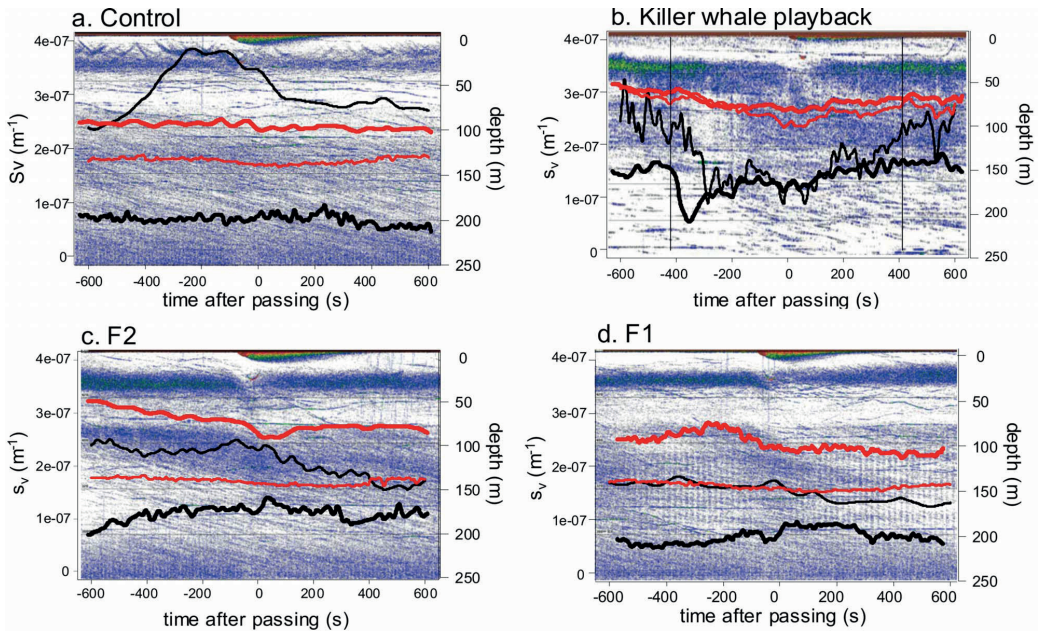 a. Control
4e-07
3e-07
2e-07
1e-07
0
Sv (m⁻¹)
0
50
100
150
200
250
depth (m)
-600 -400 -200 0 200 400 600
time after passing (s)
b. Killer whale playback
4e-07
3e-07
2e-07
1e-07
0
sᵥ (m⁻¹)
0
50
100
150
200
250
depth (m)
-600 -400 -200 0 200 400 600
time after passing (s)
c. F2
4e-07
3e-07
2e-07
1e-07
0
sᵥ (m⁻¹)
0
50
100
150
200
250
depth (m)
-600 -400 -200 0 200 400 600
time after passing (s)
d. F1
4e-07
3e-07
2e-07
1e-07
0
sᵥ (m⁻¹)
0
50
100
150
200
250
depth (m)
-600 -400 -200 0 200 400 600
time after passing (s)